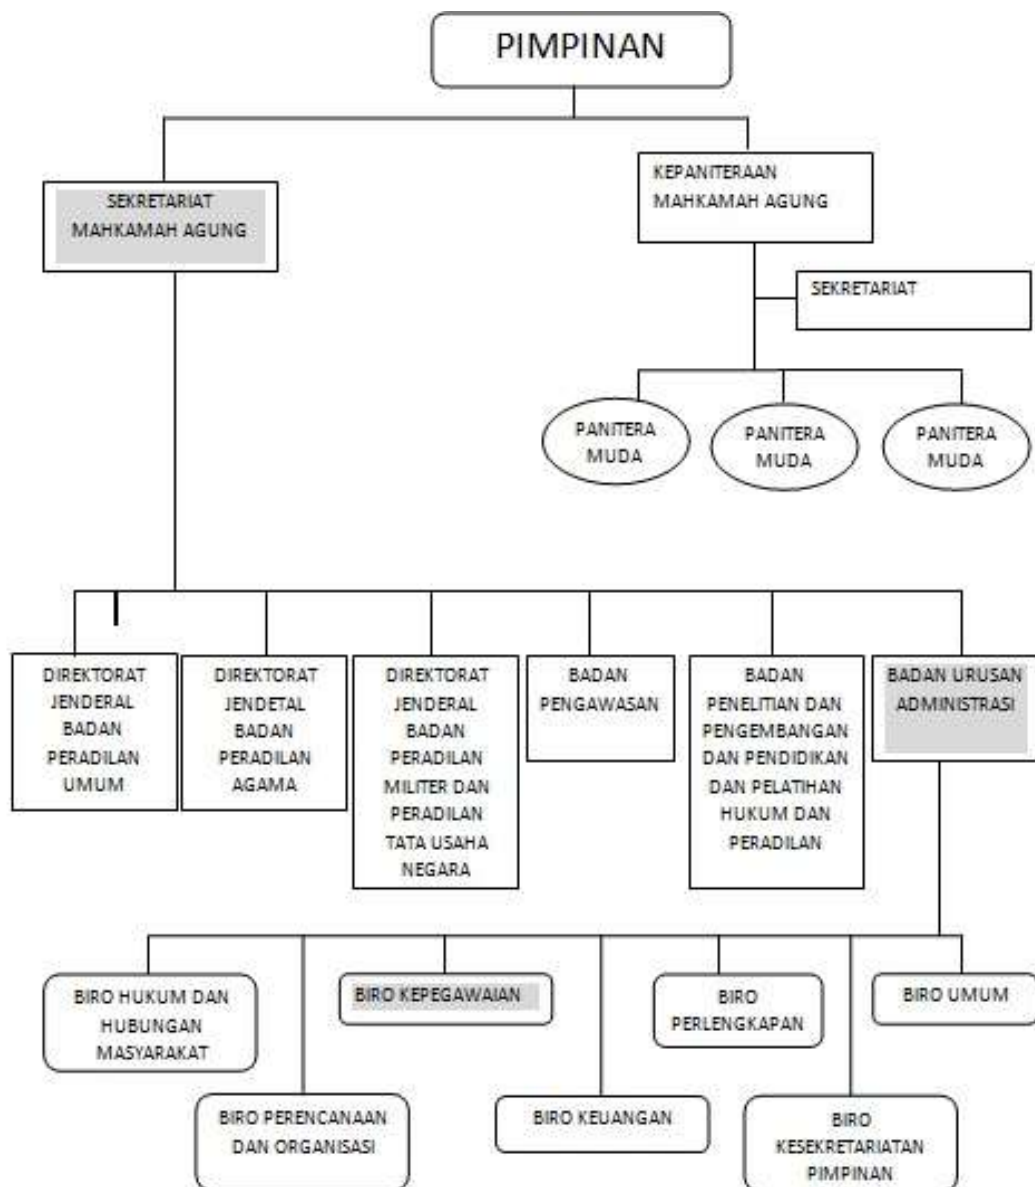 PIMPINAN
SEKRETARIAT
MAHKAMAH AGUNG
KEPANITERAAN
MAHKAMAH AGUNG
SEKRETARIAT
PANITERA
MUDA
PANITERA
MUDA
PANITERA
MUDA
DIREKTORAT
JENDERAL
BADAN
PERADILAN
UMUM
DIREKTORAT
JENDETAL
BADAN
PERADILAN
AGAMA
DIREKTORAT
JENDERAL
BADAN
PERADILAN
MILITER DAN
PERADILAN
TATA USAHA
NEGARA
BADAN
PENGAWASAN
BADAN
PENELITIAN DAN
PENGEMBANGAN
DAN PENDIDIKAN
DAN PELATIHAN
HUKUM DAN
PERADILAN
BADAN URUSAN
ADMINISTRASI
BIRO HUKUM DAN
HUBUNGAN
MASYARAKAT
BIRO KEPEGAWAIAN
BIRO
PERLENGKAPAN
BIRO UMUM
BIRO PERENCANAAN
DAN ORGANISASI
BIRO KEUANGAN
BIRO
KESEKRETARIATAN
PIMPINAN